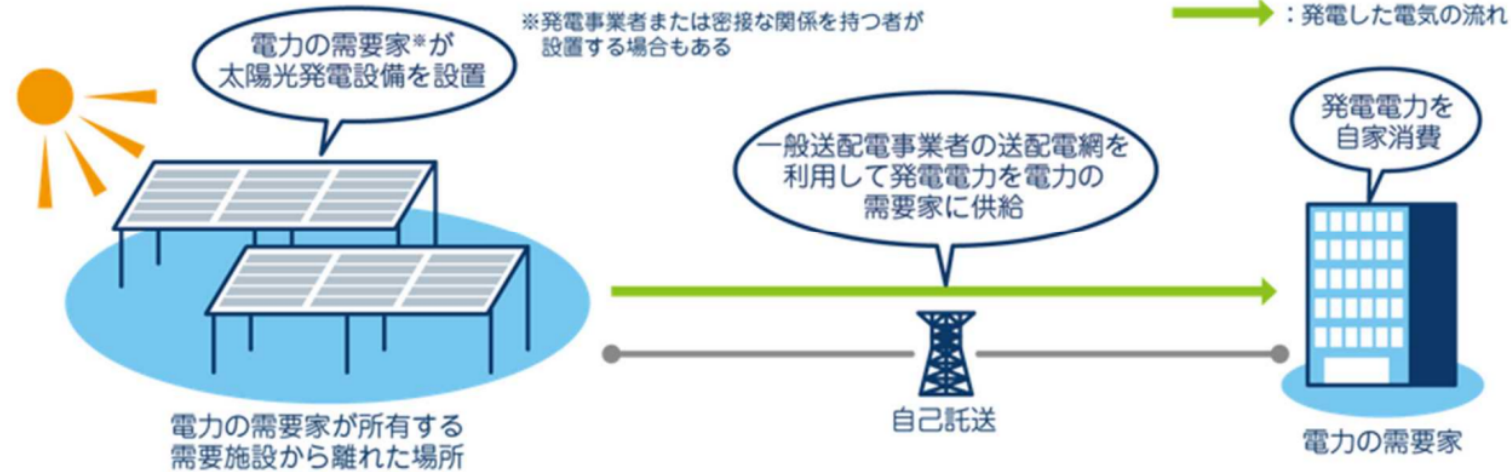 電力の需要家※が
太陽光発電設備を設置
※発電事業者または密接な関係を持つ者が
設置する場合もある
：発電した電気の流れ
一般送配電事業者の送配電網を
利用して発電電力を電力の
需要家に供給
発電電力を
自家消費
自己託送
電力の需要家が所有する
需要施設から離れた場所
電力の需要家